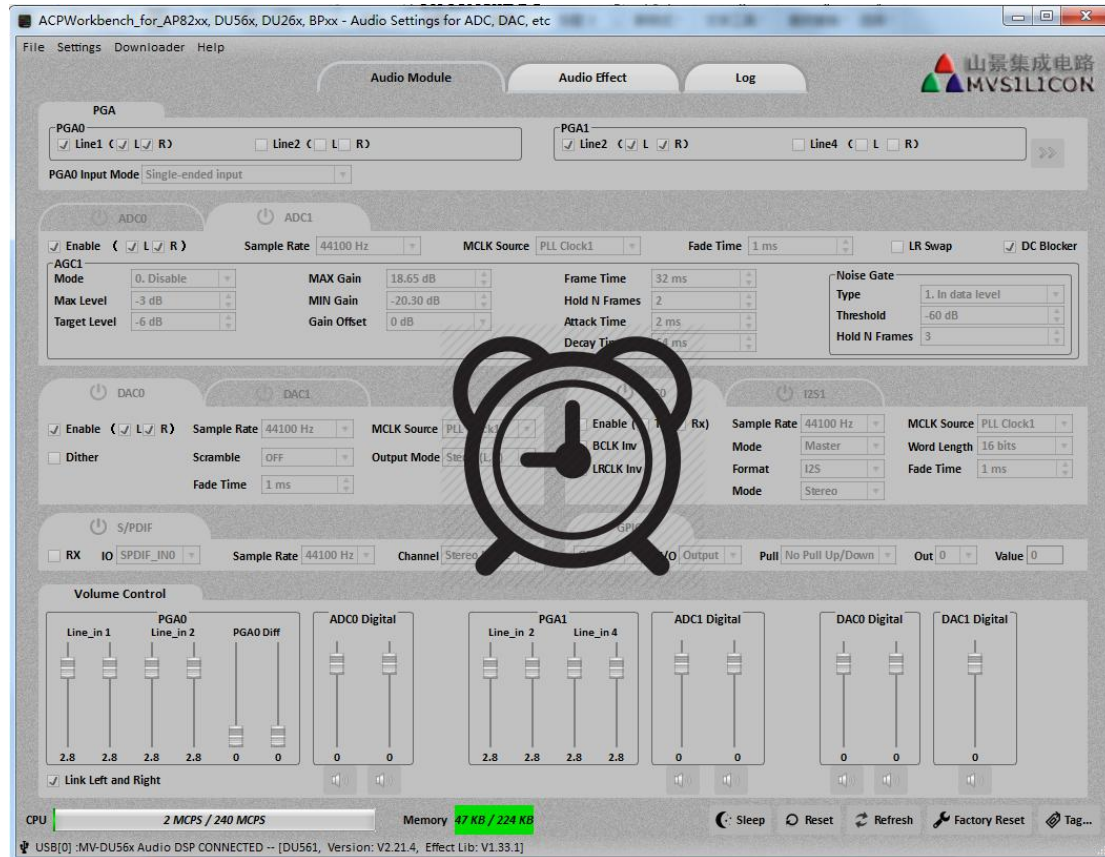 ACPWorkbench_for_AP82xx, DU56x, DU26x, BPxx - Audio Settings for ADC, DAC, etc
File Settings Downloader Help
Audio Module Audio Effect Log
山景集成电路
MVSILICON
PGA
PGA0 PGA1
Line1 ( L R) Line2 ( L R) Line2 ( L R) Line4 ( L R)
>>
PGA0 Input Mode Single-ended input
ADC0 ADC1
Enable ( L R ) Sample Rate 44100 Hz MCLK Source PLL Clock1 Fade Time 1 ms LR Swap DC Blocker
AGC1 Noise Gate
Mode 0. Disable MAX Gain 18.65 dB Frame Time 32 ms Type 1. In data level
Max Level -3 dB MIN Gain -20.30 dB Hold N Frames 2 Threshold -60 dB
Target Level -6 dB Gain Offset 0 dB Attack Time 2 ms Hold N Frames 3
Decay
DAC0 DAC1 I2S1
Enable ( L R) Sample Rate 44100 Hz MCLK Source Enable ( Rx) Sample Rate 44100 Hz MCLK Source PLL Clock1
Dither Scramble OFF Output Mode BCLK Inv Mode Master Word Length 16 bits
Fade Time 1 ms LRCLK Inv Format I2S Fade Time 1 ms
Mode Stereo
S/PDIF
RX IO SPDIF_IN0 Sample Rate 44100 Hz Channel Output Pull No Pull Up/Down Out 0 Value 0
Volume Control
PGA0 ADC0 Digital PGA1 ADC1 Digital DAC0 Digital DAC1 Digital
Line_in 1 Line_in 2 PGA0 Diff Line_in 2 Line_in 4
2.8 2.8 2.8 2.8 0 0 0 0 2.8 2.8 2.8 2.8 0 0 0 0 0
Link Left and Right
CPU 2 MCPS / 240 MCPS Memory 47 KB / 224 KB Sleep Reset Refresh Factory Reset Tag...
USB[0] :MV-DU56x Audio DSP CONNECTED -- [DU561, Version: V2.21.4, Effect Lib: V1.33.1]